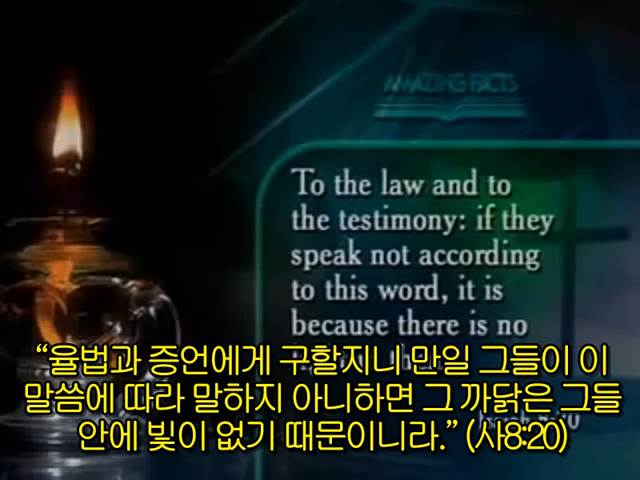 AMAZING FACTS
To the law and to
the testimony: if they
speak not according
to this word, it is
because there is no
“율법과 증언에게 구할지니 만일 그들이 이
말씀에 따라 말하지 아니하면 그 까닭은 그들
안에 빛이 없기 때문이니라.” (사8:20)